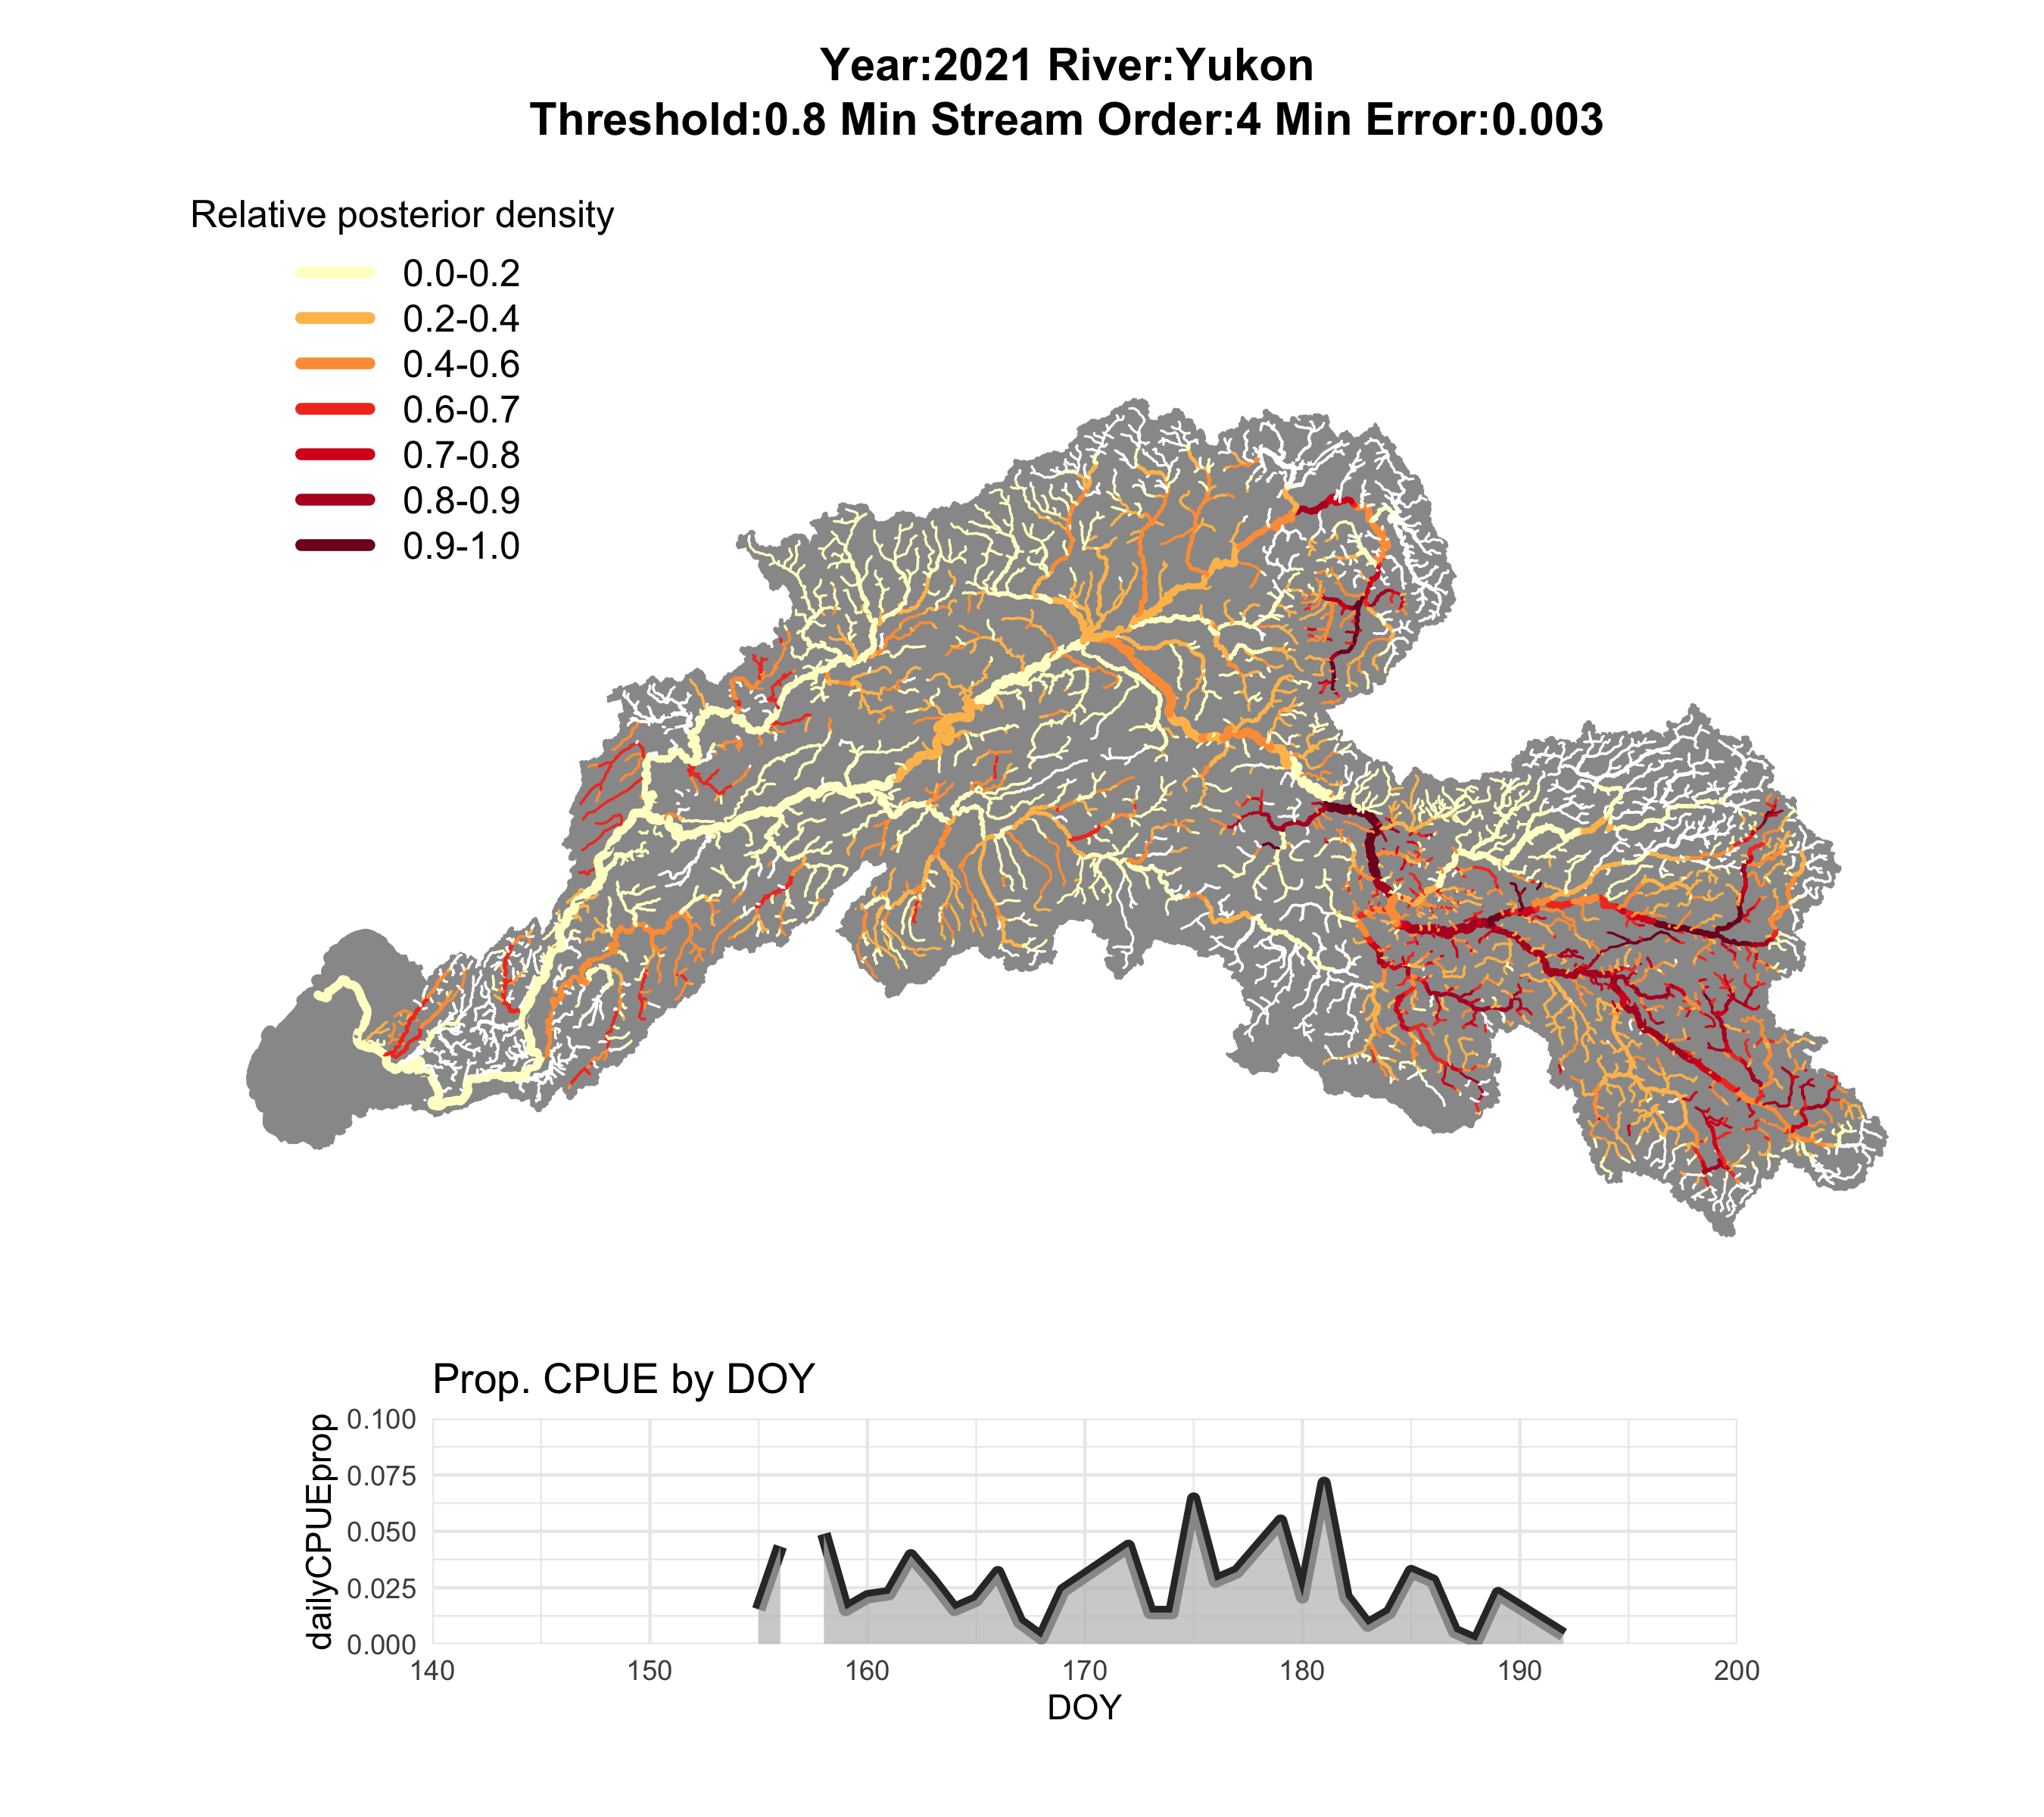 Year:2021 River:Yukon
Threshold:0.8 Min Stream Order:4 Min Error:0.003
Relative posterior density
0.0-0.2
0.2-0.4
0.4-0.6
0.6-0.7
0.7-0.8
0.8-0.9
0.9-1.0
Prop. CPUE by DOY
dailyCPUEprop
0.100
0.075
0.050
0.025
0.000
140 150 160 170 180 190 200
DOY